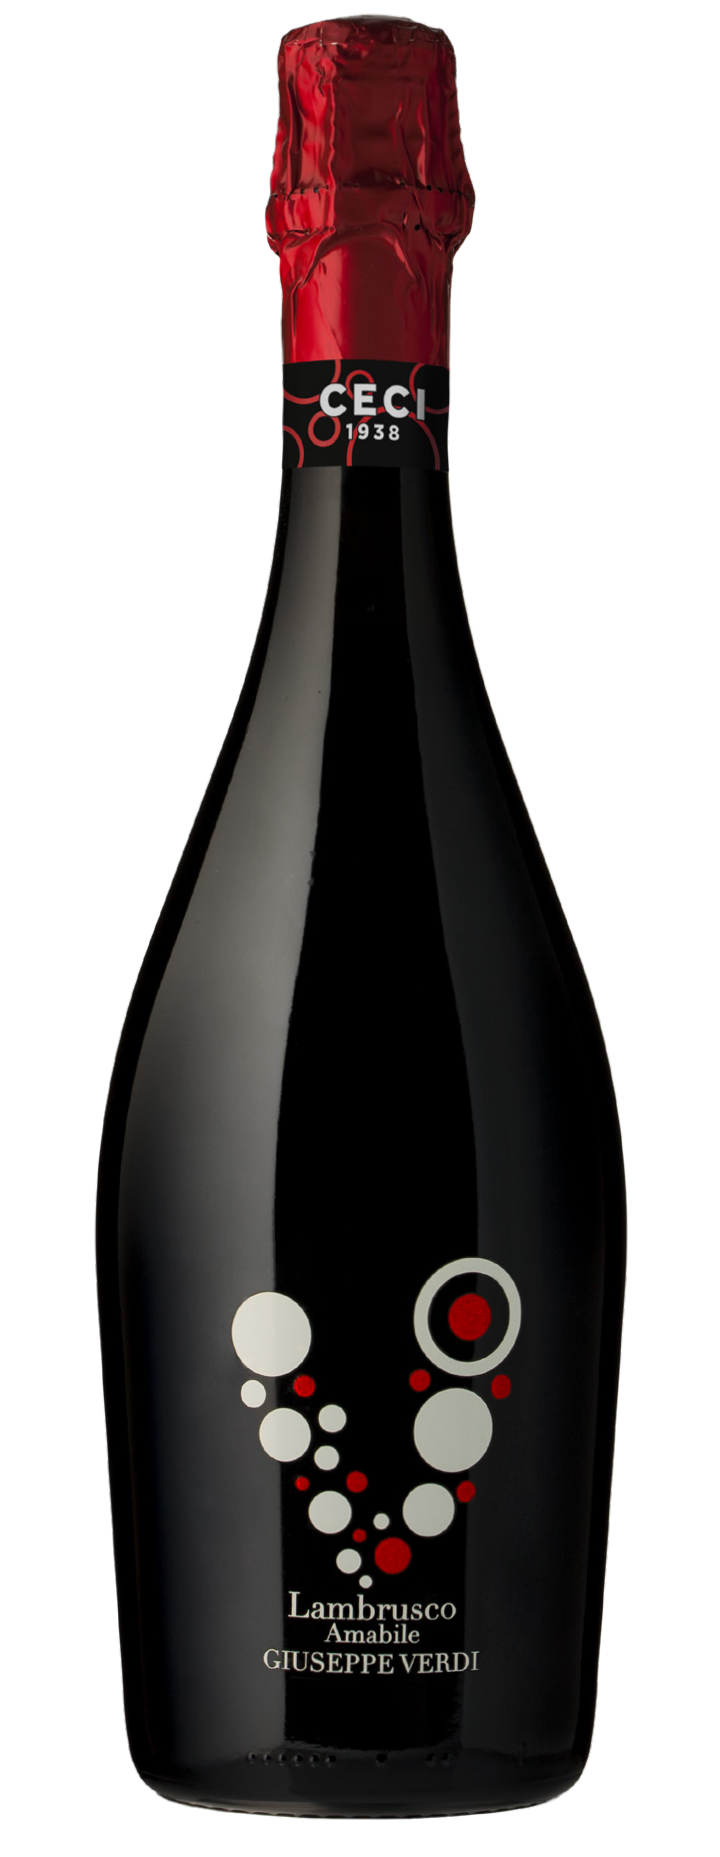 CECI
1938
Lambrusco
Amabile
GIUSEPPE VERDI